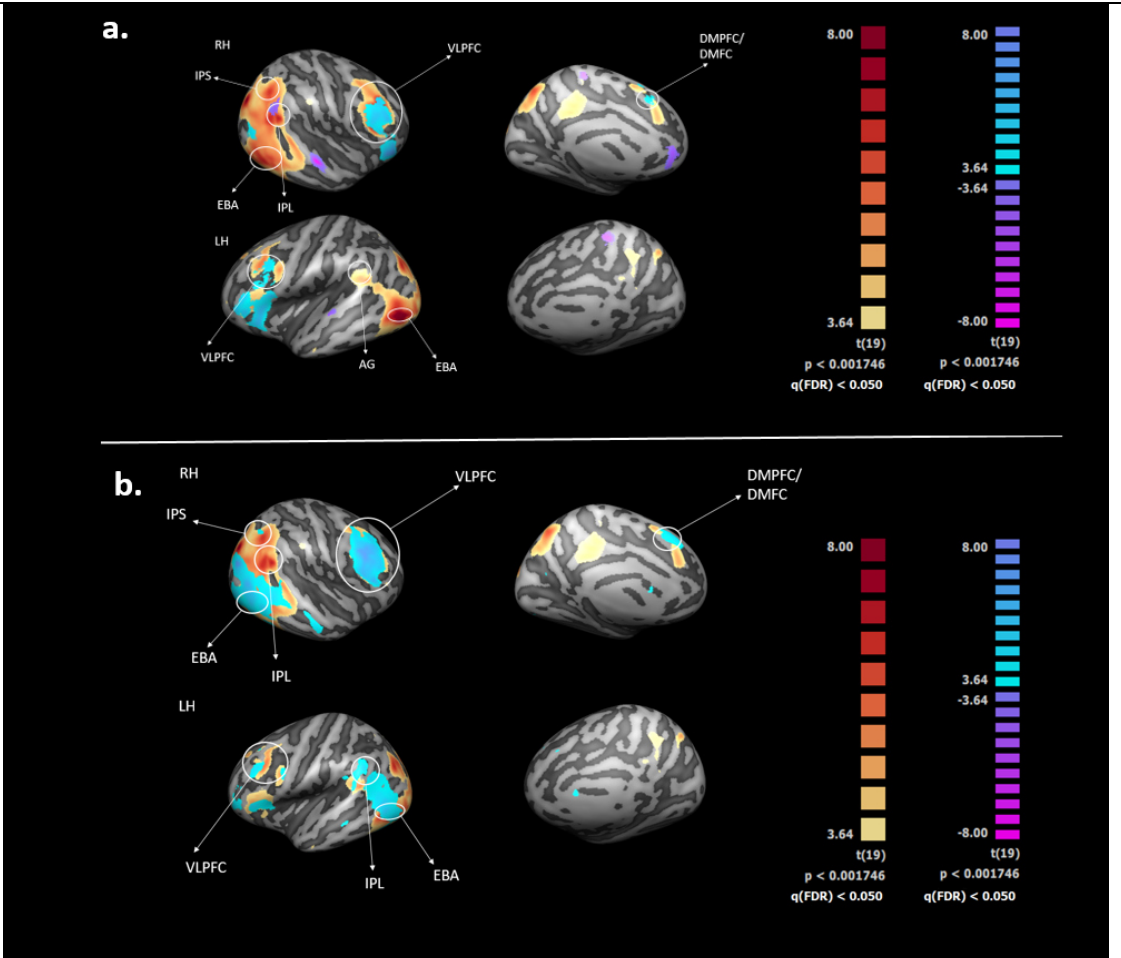 a.
RH
VLPFC
DMPFC/
DMFC
IPS
EBA
IPL
LH
VLPFC
AG
EBA
8.00
8.00
3.64
-3.64
3.64
-8.00
t(19)
t(19)
p < 0.001746
p < 0.001746
q(FDR) < 0.050
q(FDR) < 0.050
b.
RH
VLPFC
DMPFC/
DMFC
IPS
EBA
IPL
LH
VLPFC
IPL
EBA
8.00
8.00
3.64
-3.64
3.64
-8.00
t(19)
t(19)
p < 0.001746
p < 0.001746
q(FDR) < 0.050
q(FDR) < 0.050